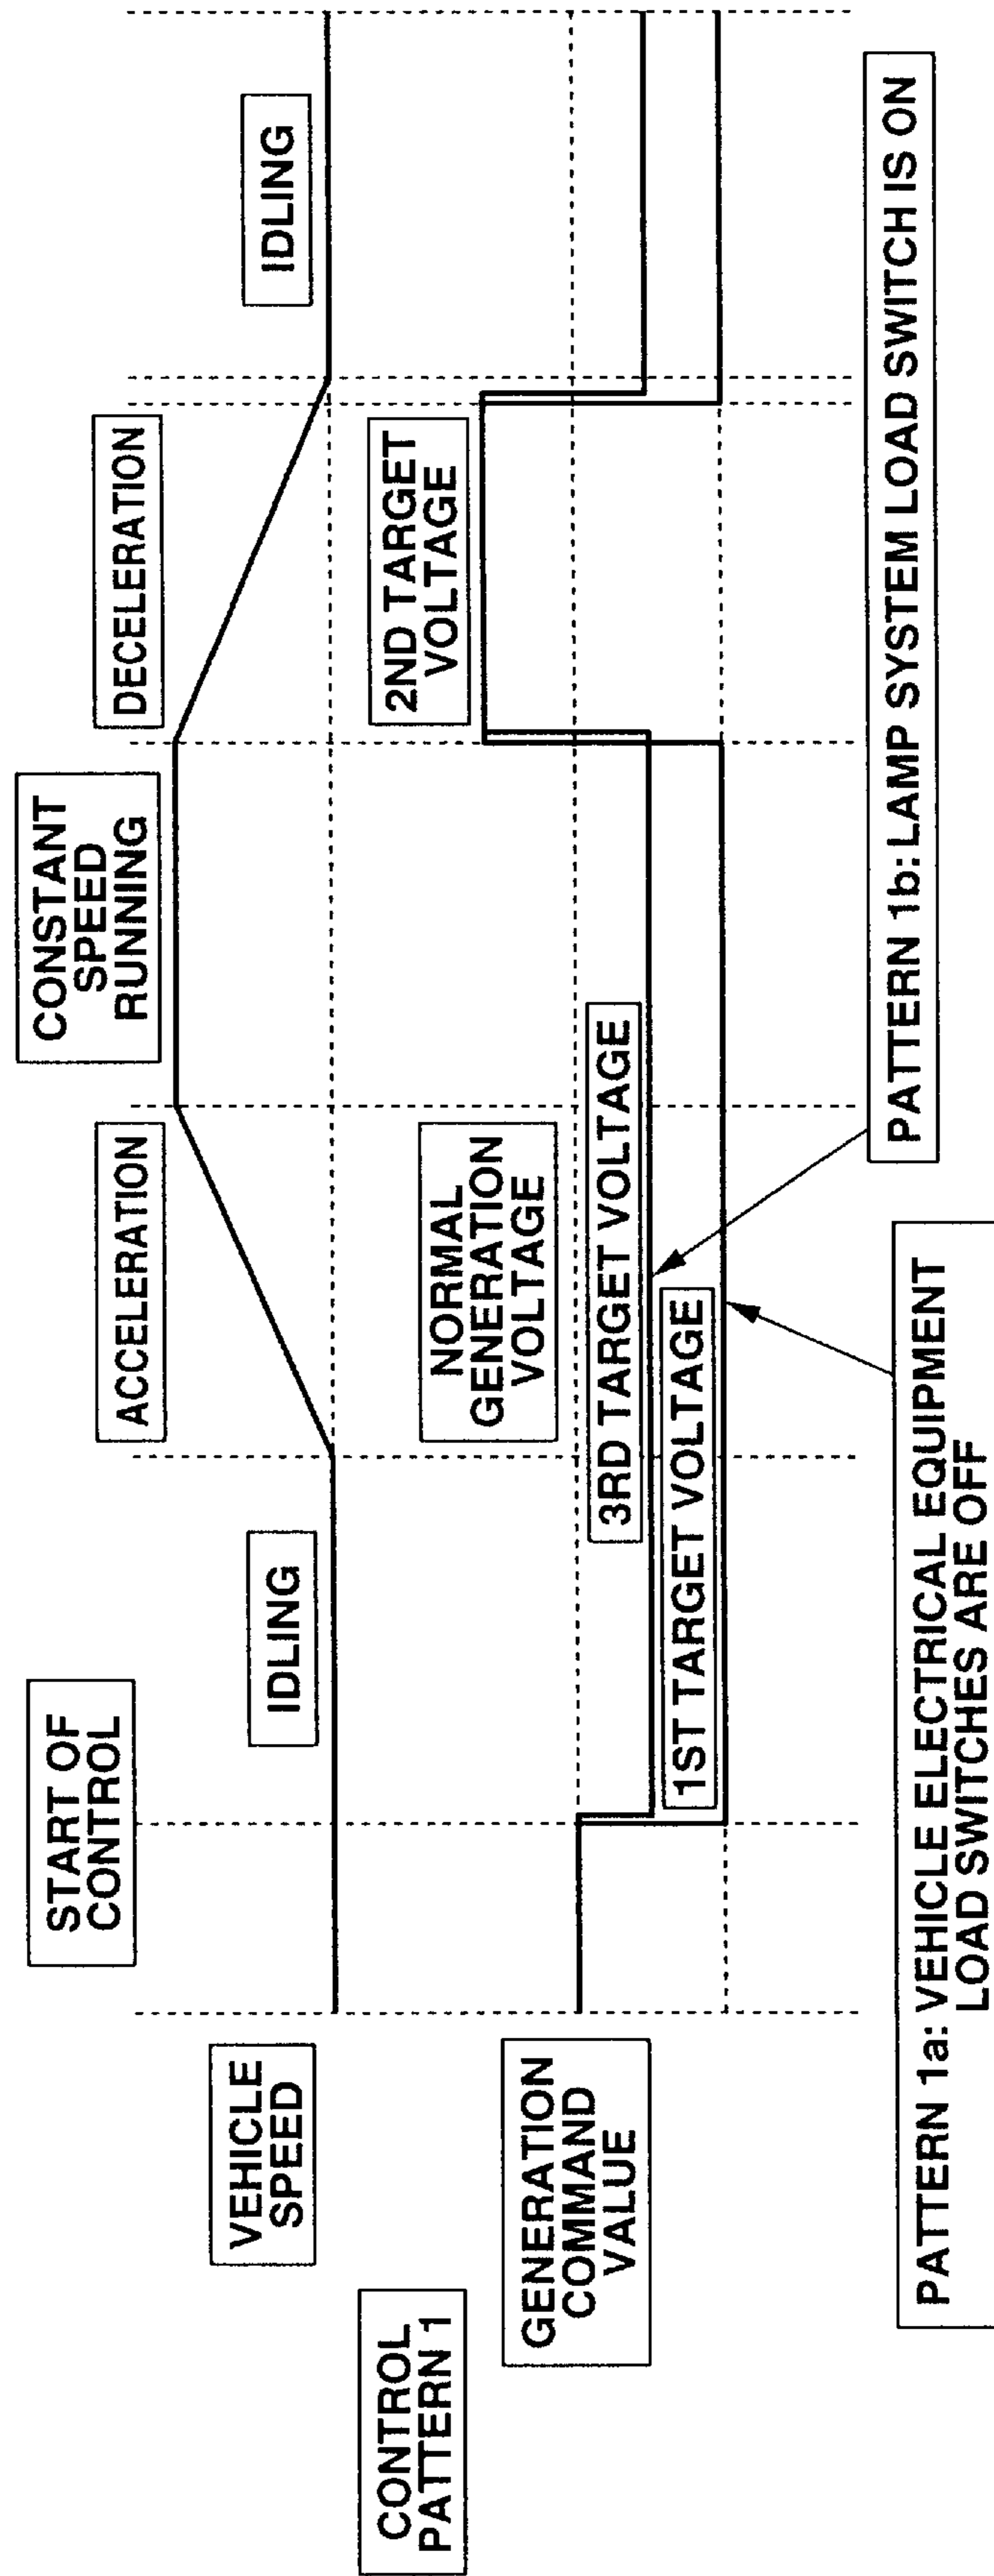 CONTROL
PATTERN 1
VEHICLE
SPEED
GENERATION
COMMAND
VALUE
START OF
CONTROL
IDLING
ACCELERATION
CONSTANT
SPEED
RUNNING
DECELERATION
IDLING
NORMAL
GENERATION
VOLTAGE
2ND TARGET
VOLTAGE
3RD TARGET VOLTAGE
1ST TARGET VOLTAGE
PATTERN 1a: VEHICLE ELECTRICAL EQUIPMENT
LOAD SWITCHES ARE OFF
PATTERN 1b: LAMP SYSTEM LOAD SWITCH IS ON